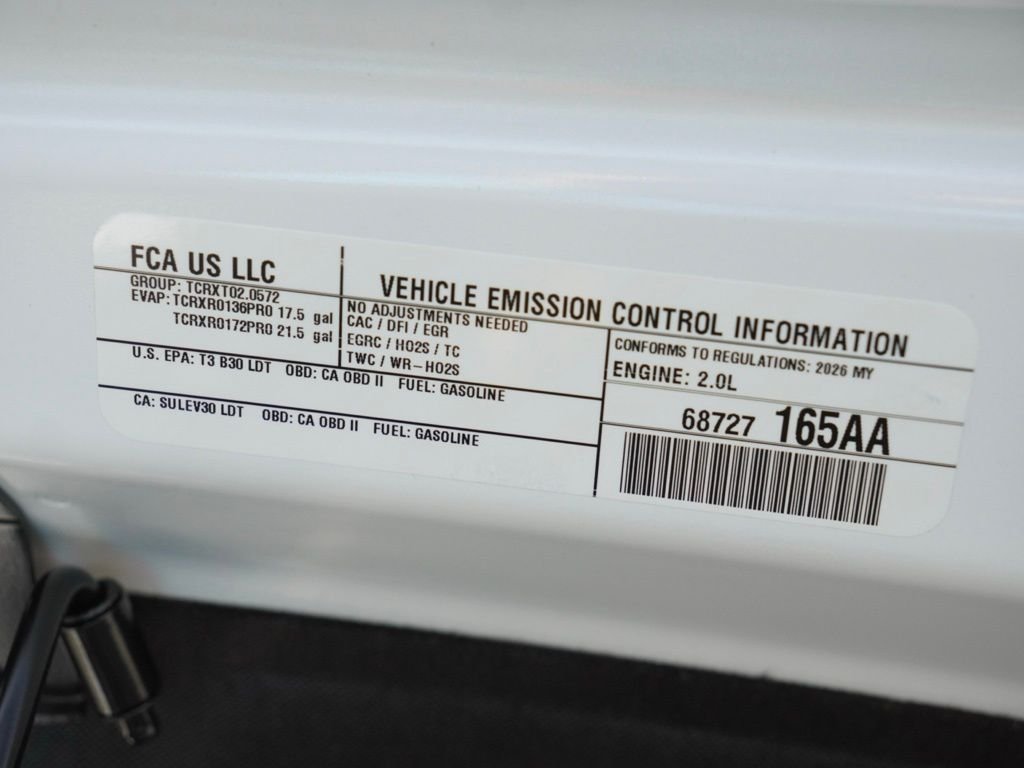 FCA US LLC
GROUP: TCRXT02.0572
EVAP: TCRXR0136PR0 17.5 gal
TCRXR0172PR0 21.5 gal
VEHICLE EMISSION CONTROL INFORMATION
NO ADJUSTMENTS NEEDED
CAC / DFI / EGR
EGRC / HO2S / TC
TWC / WR-HO2S
CONFORMS TO REGULATIONS: 2026 MY
ENGINE: 2.0L
U.S. EPA: T3 B30 LDT OBD: CA OBD II FUEL: GASOLINE
CA: SULEV30 LDT OBD: CA OBD II FUEL: GASOLINE
68727 165AA